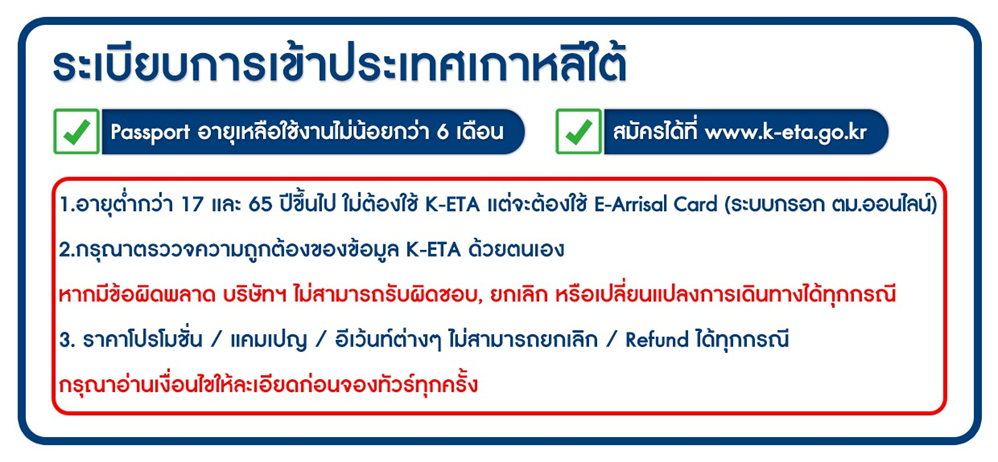 ระเบียบการเข้าประเทศเกาหลีใต้
Passport อายุเหลือใช้งานไม่น้อยกว่า 6 เดือน
สมัครได้ที่ www.k-eta.go.kr
1.อายุต่ำกว่า 17 และ 65 ปีขึ้นไป ไม่ต้องใช้ K-ETA แต่จะต้องใช้ E-Arrisal Card (ระบบกรอก ตม.ออนไลน์)
2.กรุณาตรววจความถูกต้องของข้อมูล K-ETA ด้วยตนเอง
หากมีข้อผิดพลาด บริษัทฯ ไม่สามารถรับผิดชอบ, ยกเลิก หรือเปลี่ยนแปลงการเดินทางได้ทุกกรณี
3. ราคาโปรโมชั่น / แคมเปญ / อีเว้นท์ต่างๆ ไม่สามารถยกเลิก / Refund ได้ทุกกรณี
กรุณาอ่านเงื่อนไขให้ละเอียดก่อนจองทัวร์ทุกครั้ง